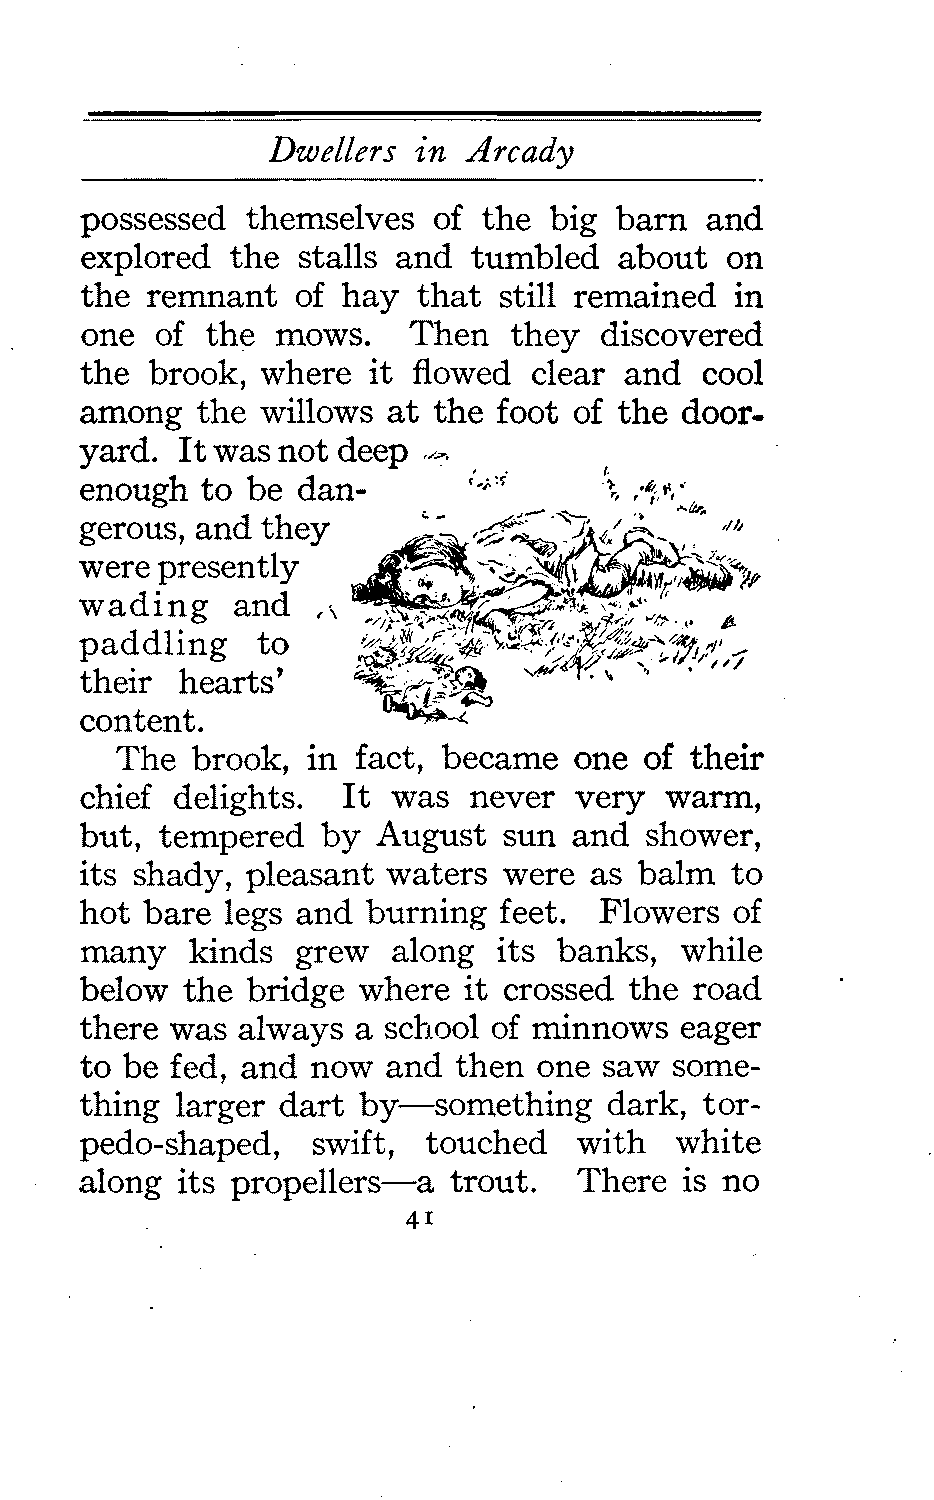 Dwellers in Arcady
possessed themselves of the big barn and
explored the stalls and tumbled about on
the remnant of hay that still remained in
one of the mows. Then they discovered
the brook, where it flowed clear and cool
among the willows at the foot of the door-
yard. It was not deep
enough to be dan-
gerous, and they
were presently
wading and
paddling to
their hearts'
content.
The brook, in fact, became one of their
chief delights. It was never very warm,
but, tempered by August sun and shower,
its shady, pleasant waters were as balm to
hot bare legs and burning feet. Flowers of
many kinds grew along its banks, while
below the bridge where it crossed the road
there was always a school of minnows eager
to be fed, and now and then one saw some-
thing larger dart by—something dark, tor-
pedo-shaped, swift, touched with white
along its propellers—a trout. There is no
41